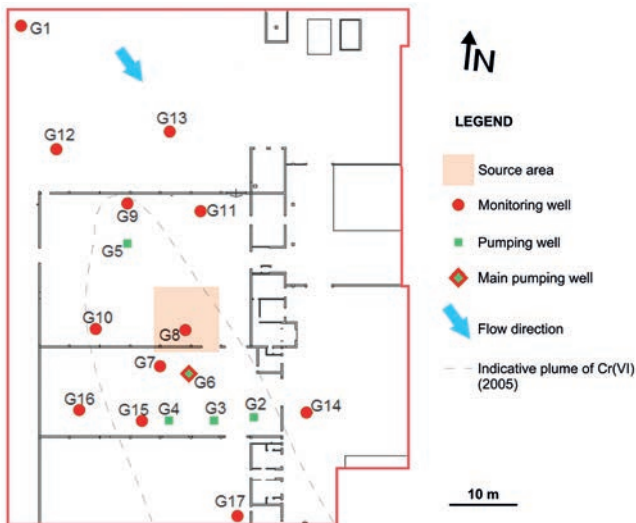 G1
G13
G12
G9
G11
G5
G10
G8
G7
G6
G16
G15
G4
G3
G2
G14
G17
N
LEGEND
Source area
Monitoring well
Pumping well
Main pumping well
Flow direction
Indicative plume of Cr(VI)
(2005)
10 m